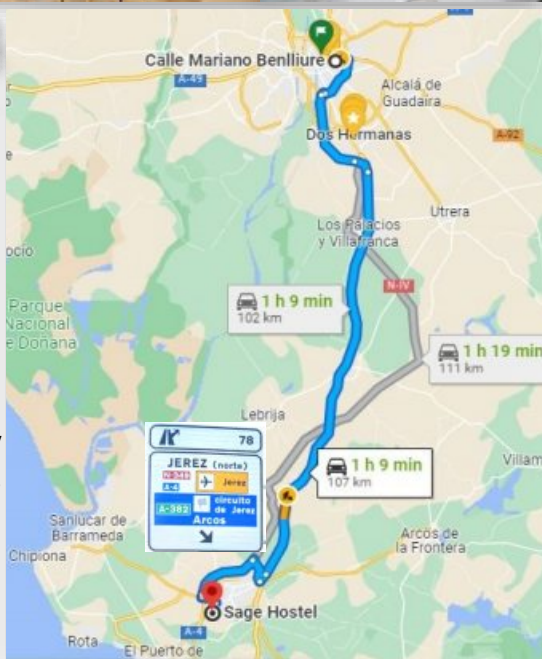 Calle Mariano Benlliure
A-49
Alcalá de
Guadaira
Dos Hermanas
A-92
Utrera
Los Palacios
y Villafranca
ocio
N-IV
1 h 9 min
102 km
Parque
Nacional
e Doñana
1 h 19 min
111 km
Lebrija
78
JEREZ (norte)
A-4
Jerez
A-382
circuito
de Jerez
Arcos
1 h 9 min
107 km
Villam
Sanlúcar de
Barrameda
Arcos de
la Frontera
Chipiona
Sage Hostel
A-4
Rota
El Puerto de